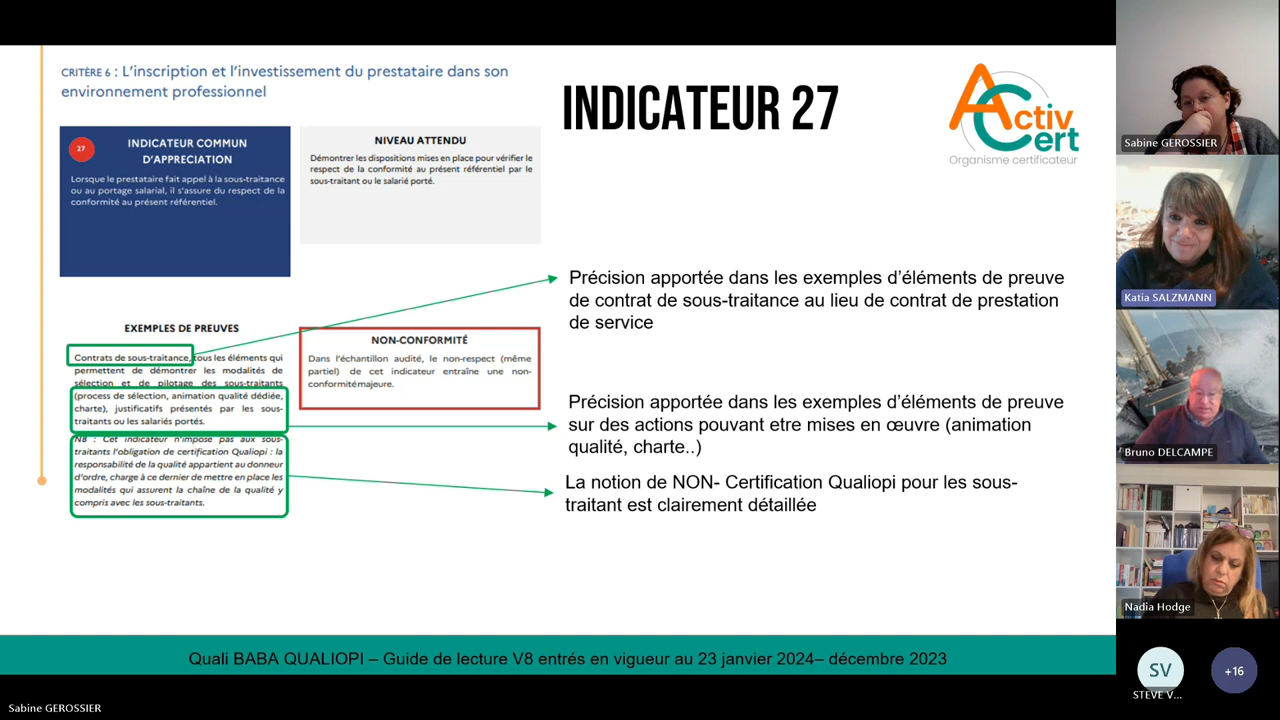 CRITÈRE 6 : L'inscription et l'investissement du prestataire dans son
environnement professionnel
INDICATEUR 27
Activ
Cert
Organisme certificateur
27
INDICATEUR COMMUN
D'APPRECIATION
Lorsque le prestataire fait appel à la sous-traitance
ou au portage salarial, il s'assure du respect de la
conformité au présent référentiel.
NIVEAU ATTENDU
Démontrer les dispositions mises en place pour vérifier le
respect de la conformité au présent référentiel par le
sous-traitant ou le salarié porté.
EXEMPLES DE PREUVES
Contrats de sous-traitance, tous les éléments qui
permettent de démontrer les modalités de
sélection et de pilotage des sous-traitants
(process de sélection, animation qualité dédiée,
charte), justificatifs présentés par les sous-
traitants ou les salariés portés.
NB : Cet indicateur n'impose pas aux sous-
traitants l'obligation de certification Qualiopi : la
responsabilité de la qualité appartient au donneur
d'ordre, charge à ce dernier de mettre en place les
modalités qui assurent la chaîne de la qualité y
compris avec les sous-traitants.
NON-CONFORMITÉ
Dans l'échantillon audité, le non-respect (même
partiel) de cet indicateur entraîne une non-
conformité majeure.
Précision apportée dans les exemples d'éléments de preuve
de contrat de sous-traitance au lieu de contrat de prestation
de service
Précision apportée dans les exemples d'éléments de preuve
sur des actions pouvant etre mises en œuvre (animation
qualité, charte..)
La notion de NON- Certification Qualiopi pour les sous-
traitant est clairement détaillée
Quali BABA QUALIOPI – Guide de lecture V8 entrés en vigueur au 23 janvier 2024– décembre 2023
Sabine GEROSSIER
Katia SALZMANN
Bruno DELCAMPE
Nadia Hodge
SV
STEVE V...
+16
Sabine GEROSSIER